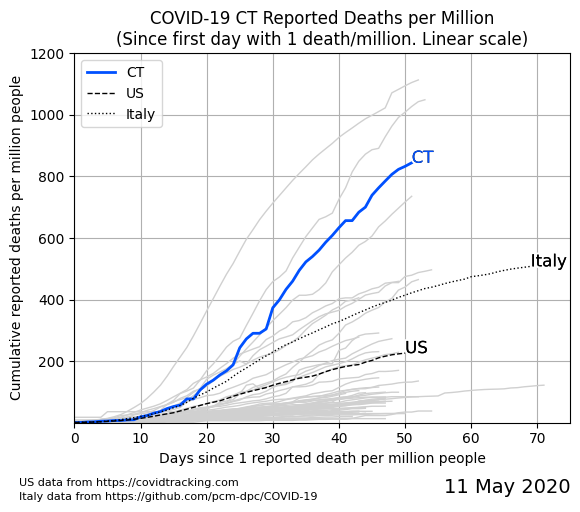 COVID-19 CT Reported Deaths per Million
(Since first day with 1 death/million. Linear scale)
Cumulative reported deaths per million people
1200
1000
800
600
400
200
CT
US
Italy
CT
Italy
US
0
10
20
30
40
50
60
70
Days since 1 reported death per million people
US data from https://covidtracking.com
Italy data from https://github.com/pcm-dpc/COVID-19
11 May 2020